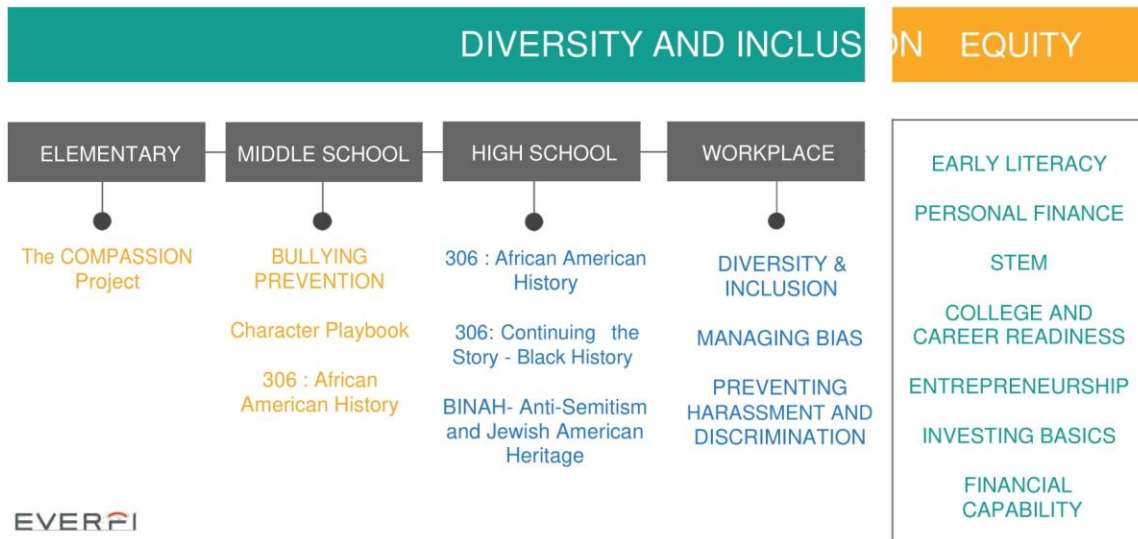 DIVERSITY AND INCLUSION
EQUITY
ELEMENTARY
MIDDLE SCHOOL
HIGH SCHOOL
WORKPLACE
The COMPASSION
Project
BULLYING
PREVENTION
Character Playbook
306 : African
American History
306 : African American
History
306: Continuing the
Story - Black History
BINAH- Anti-Semitism
and Jewish American
Heritage
DIVERSITY &
INCLUSION
MANAGING BIAS
PREVENTING
HARASSMENT AND
DISCRIMINATION
EARLY LITERACY
PERSONAL FINANCE
STEM
COLLEGE AND
CAREER READINESS
ENTREPRENEURSHIP
INVESTING BASICS
FINANCIAL
CAPABILITY
EVERFI